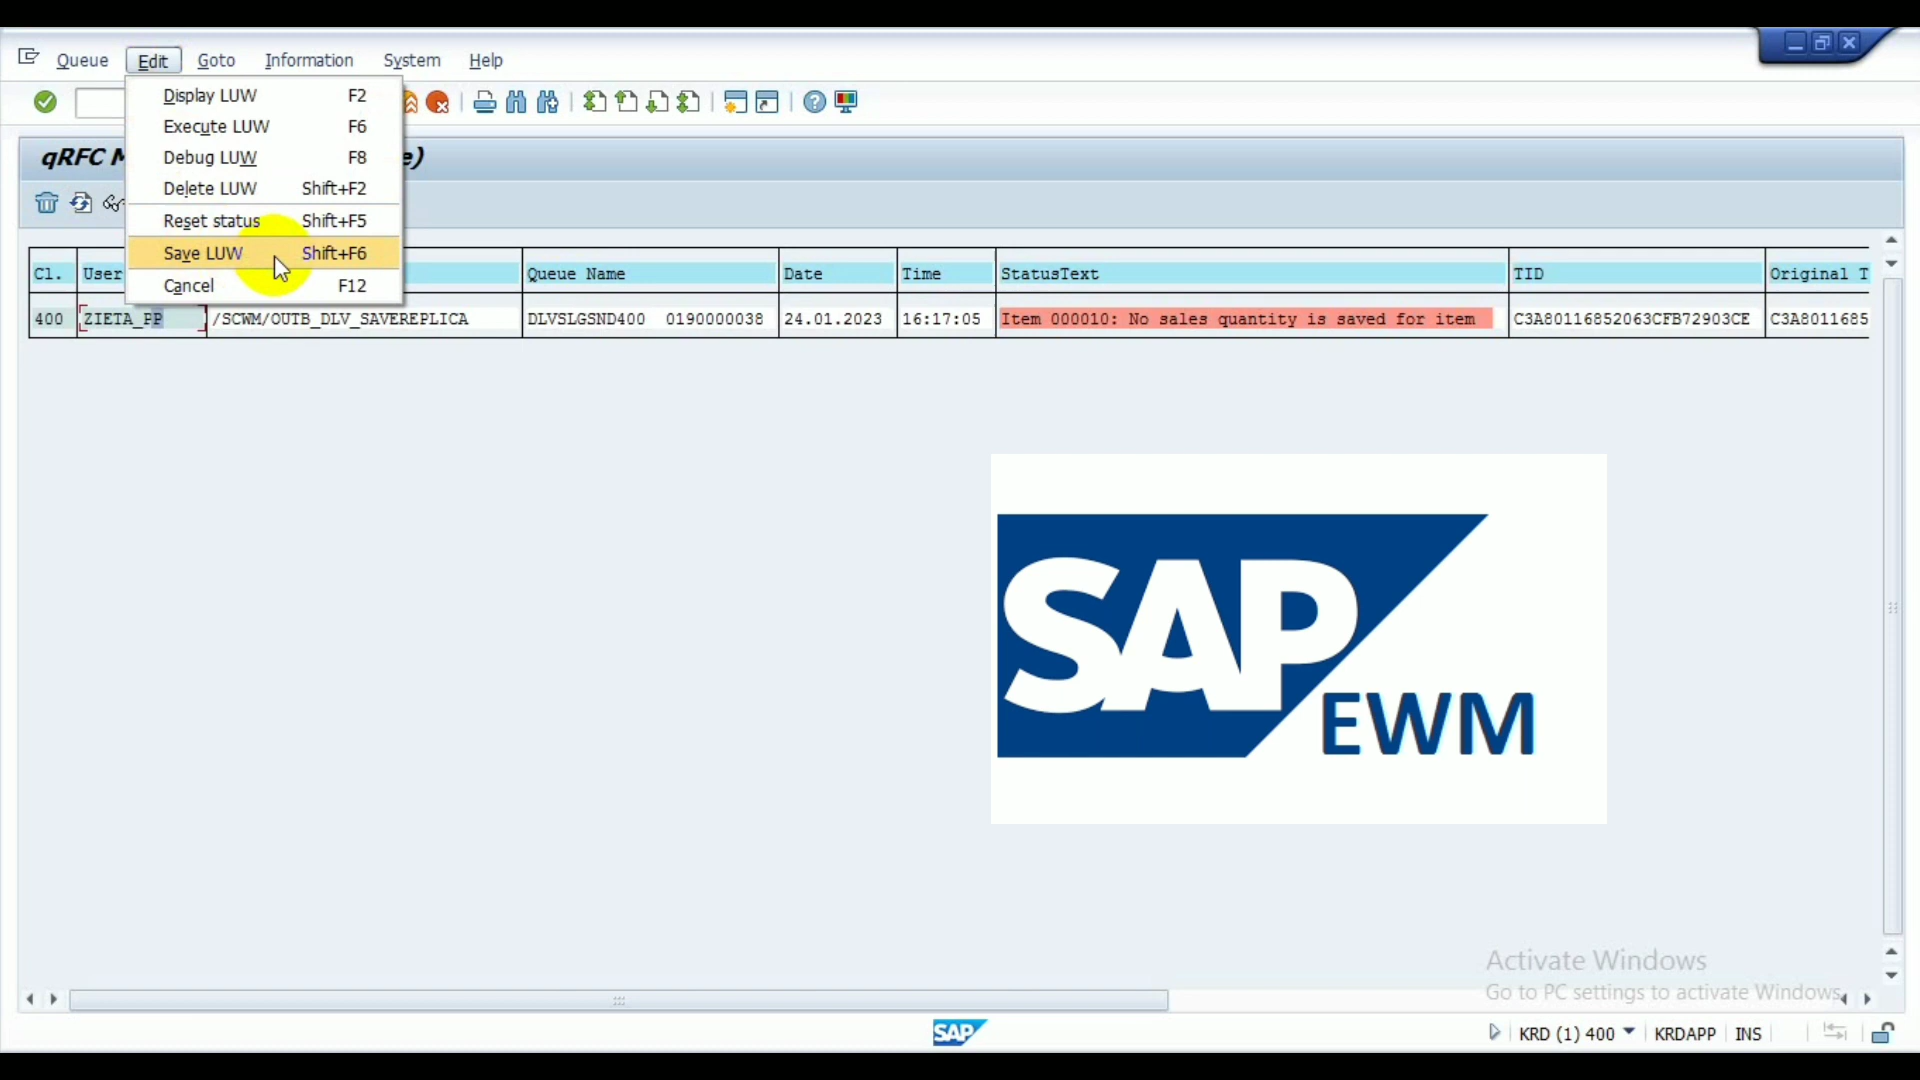 Queue Edit Goto Information System Help
Display LUW F2
Execute LUW F6
Debug LUW F8
Delete LUW Shift+F2
Reset status Shift+F5
Save LUW Shift+F6
Cancel F12
qRFC M e)
Cl. User Queue Name Date Time StatusText TID Original T
400 ZIETA_PP /SCWM/OUTB_DLV_SAVEREPLICA DLVSLGSND400 0190000038 24.01.2023 16:17:05 Item 000010: No sales quantity is saved for item C3A80116852063CFB72903CE C3A8011685
SAP
EWM
Activate Windows
Go to PC settings to activate Windows.
SAP KRD (1) 400 KRDAPP INS